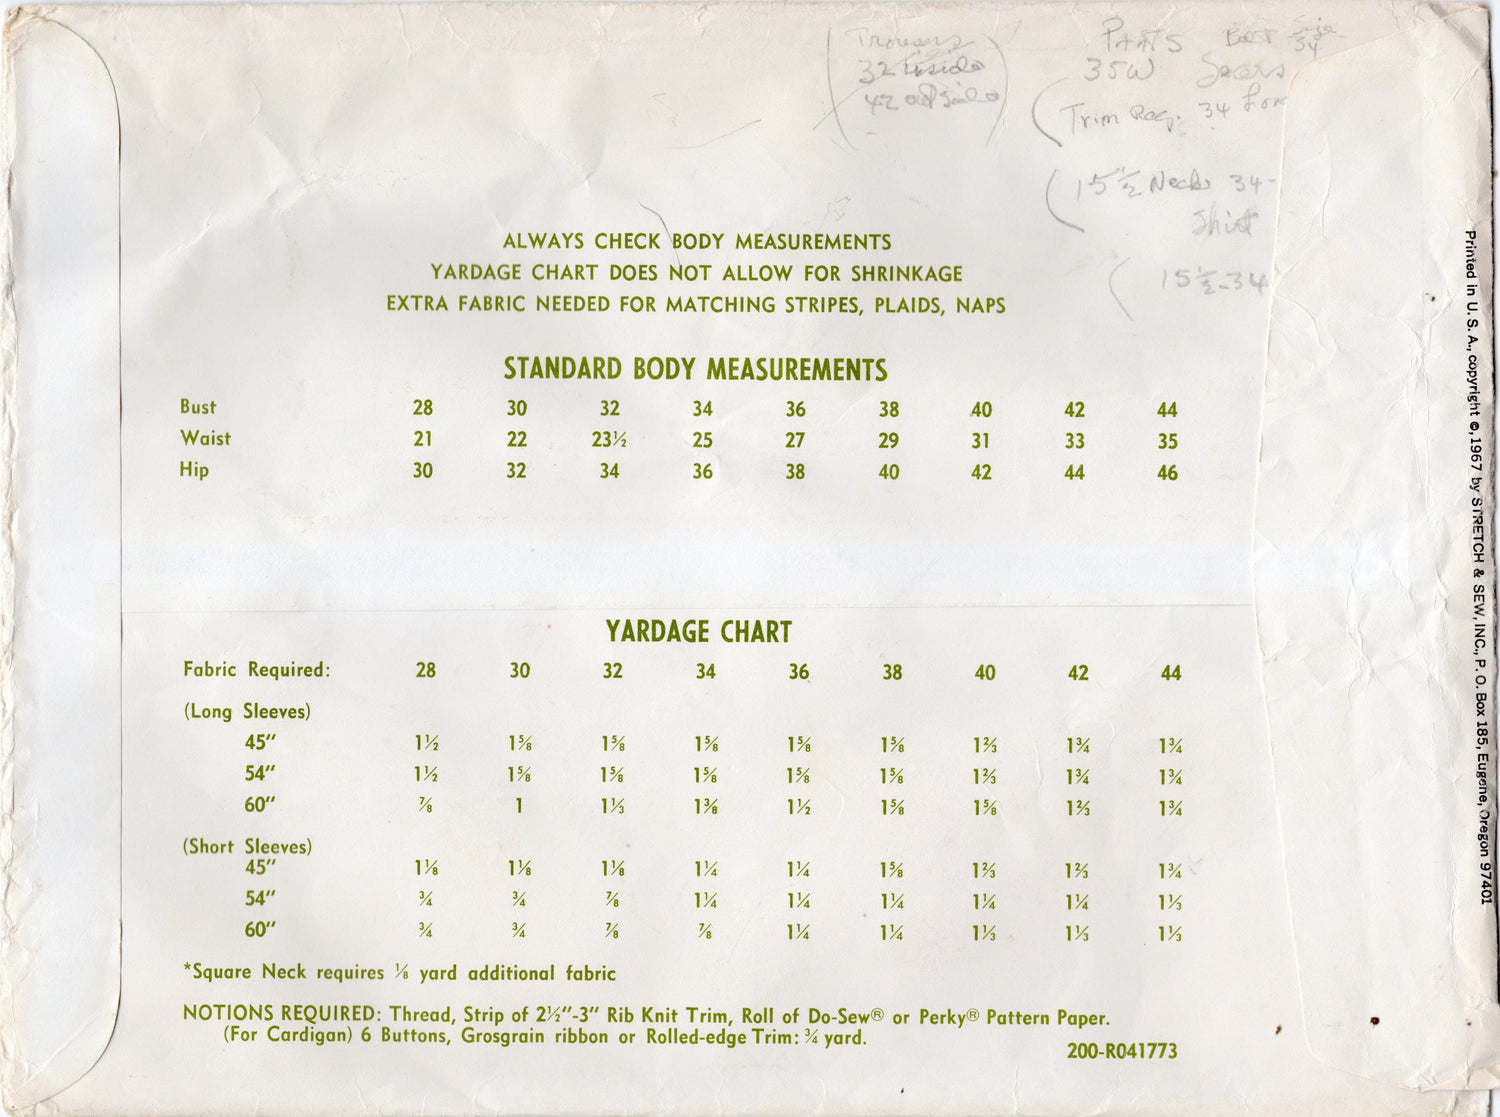 Trousers
32 inside
42 outside
PANTS Belt Size
34
35W Sears
Trim Reg. 34
15 1/2 Neck 34-
Shirt
15 1/2-34
ALWAYS CHECK BODY MEASUREMENTS
YARDAGE CHART DOES NOT ALLOW FOR SHRINKAGE
EXTRA FABRIC NEEDED FOR MATCHING STRIPES, PLAIDS, NAPS
STANDARD BODY MEASUREMENTS
Bust 28 30 32 34 36 38 40 42 44
Waist 21 22 23½ 25 27 29 31 33 35
Hip 30 32 34 36 38 40 42 44 46
YARDAGE CHART
Fabric Required: 28 30 32 34 36 38 40 42 44
(Long Sleeves)
45" 1½ 1⅝ 1⅝ 1⅝ 1⅝ 1⅝ 1⅔ 1¾ 1¾
54" 1½ 1⅝ 1⅝ 1⅝ 1⅝ 1⅝ 1⅔ 1¾ 1¾
60" ⅞ 1 1⅓ 1⅜ 1½ 1⅝ 1⅝ 1⅔ 1¾
(Short Sleeves)
45" 1⅛ 1⅛ 1⅛ 1¼ 1¼ 1⅝ 1⅔ 1⅔ 1¾
54" ¾ ¾ ⅞ 1¼ 1¼ 1¼ 1¼ 1¼ 1⅓
60" ¾ ¾ ⅞ ⅞ 1¼ 1¼ 1⅓ 1⅓ 1⅓
*Square Neck requires ⅛ yard additional fabric
NOTIONS REQUIRED: Thread, Strip of 2½"-3" Rib Knit Trim, Roll of Do-Sew® or Perky® Pattern Paper.
(For Cardigan) 6 Buttons, Grosgrain ribbon or Rolled-edge Trim: ¾ yard.
200-R041773
Printed in U. S. A., copyright ©, 1967 by STRETCH & SEW, INC., P. O. Box 185, Eugene, Oregon 97401